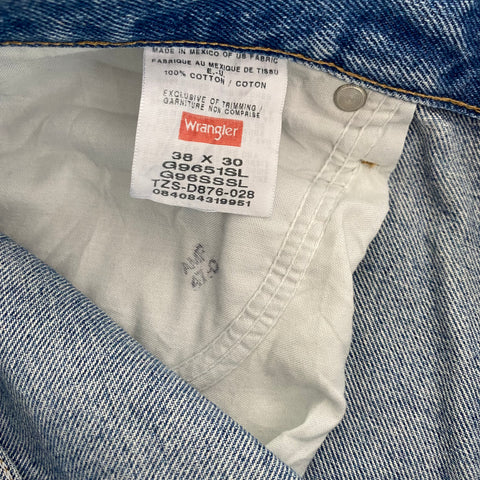 MADE IN MEXICO OF US FABRIC
FABRIQUE AU MEXIQUE DE TISSU
E.-U.
100% COTTON / COTON
EXCLUSIVE OF TRIMMING /
GARNITURE NON COMPRISE
Wrangler
38 X 30
G9651SL
G96SSSL
TZS-D876-028
084084319951